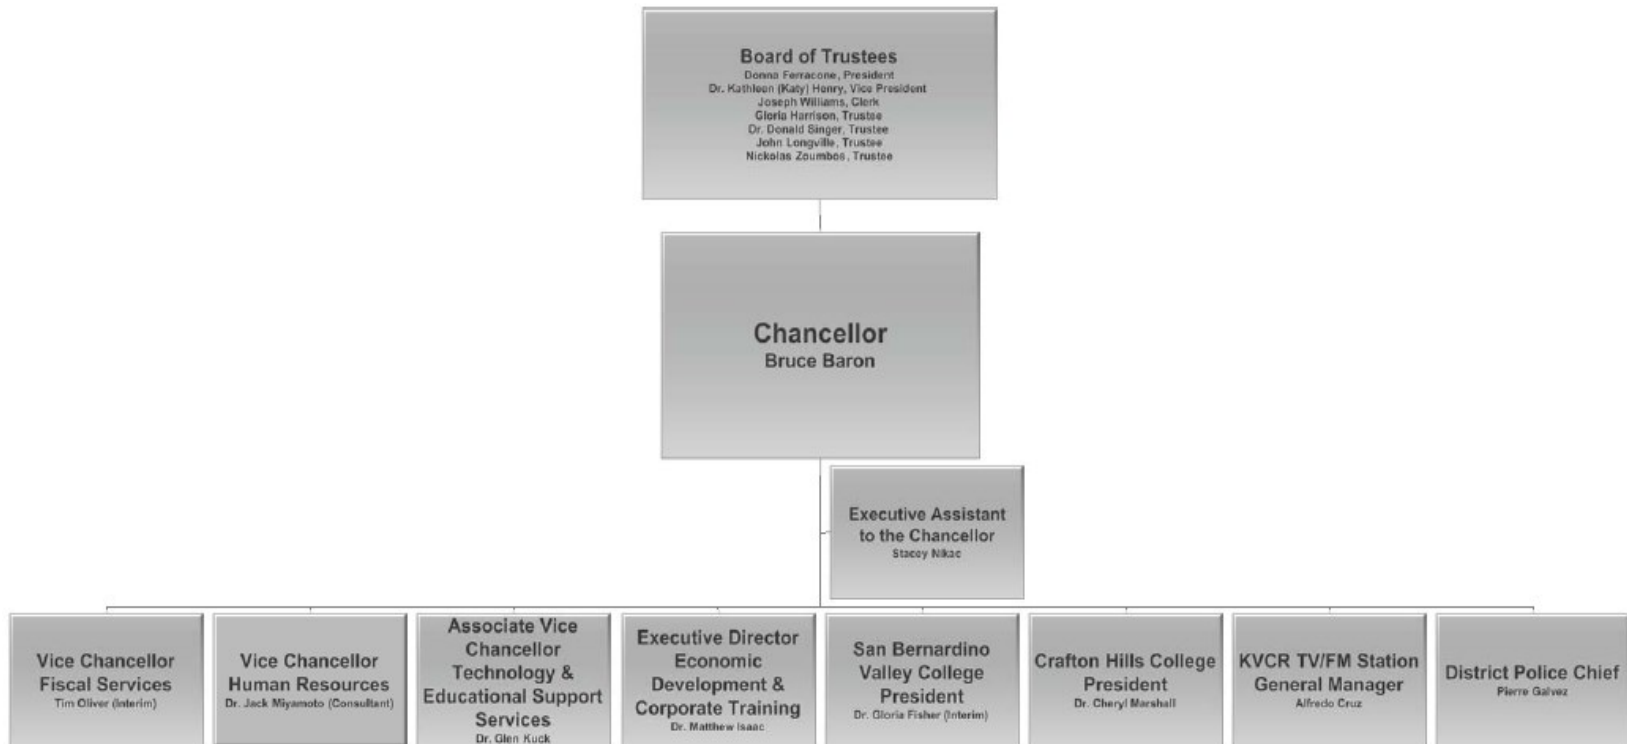 Board of Trustees
Donna Ferracone, President
Dr. Kathleen (Katy) Henry, Vice President
Joseph Williams, Clerk
Gloria Harrison, Trustee
Dr. Donald Singer, Trustee
John Longville, Trustee
Nickolas Zoumbos, Trustee
Chancellor
Bruce Baron
Executive Assistant
to the Chancellor
Stacey Nikac
Vice Chancellor
Fiscal Services
Tim Oliver (Interim)
Vice Chancellor
Human Resources
Dr. Jack Miyamoto (Consultant)
Associate Vice
Chancellor
Technology &
Educational Support
Services
Dr. Glen Kuck
Executive Director
Economic
Development &
Corporate Training
Dr. Matthew Isaac
San Bernardino
Valley College
President
Dr. Gloria Fisher (Interim)
Crafton Hills College
President
Dr. Cheryl Marshall
KVCR TV/FM Station
General Manager
Alfredo Cruz
District Police Chief
Pierre Galvez